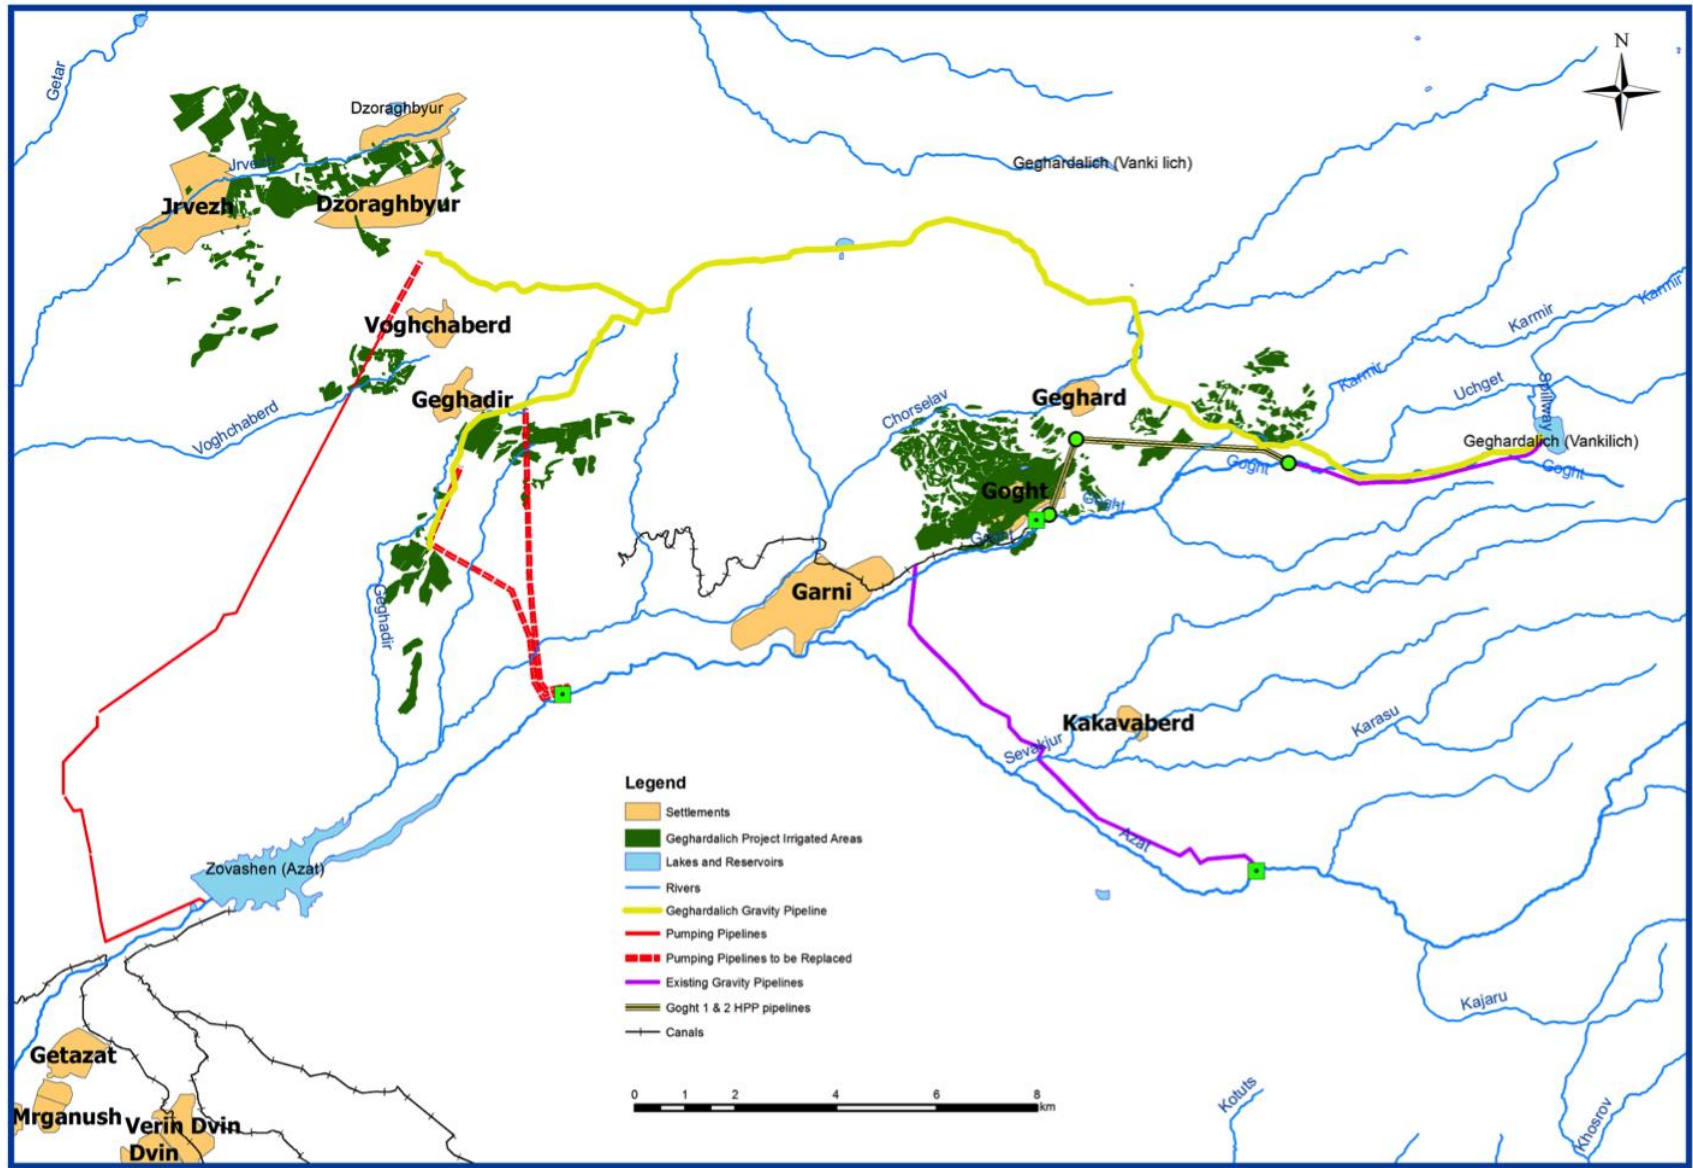 N
Getar
Dzoraghbyur
Jrvezh
Geghardalich (Vanki lich)
Jrvezh
Dzoraghbyur
Karmir
Karmir
Voghchaberd
Karmir
Uchget
Spillway
Geghadir
Chorselav
Geghard
Voghchaberd
Geghardalich (Vankilich)
Goght
Goght
Goght
Goght
Goght
Garni
Geghadir
Kakavaberd
Karasu
Sevakjur
Azat
Zovashen (Azat)
Legend
Settlements
Geghardalich Project Irrigated Areas
Lakes and Reservoirs
Rivers
Geghardalich Gravity Pipeline
Pumping Pipelines
Pumping Pipelines to be Replaced
Existing Gravity Pipelines
Goght 1 & 2 HPP pipelines
Canals
Kajaru
Getazat
0 1 2 4 6 8 km
Mrganush
Verin Dvin
Dvin
Kotuts
Khosrov